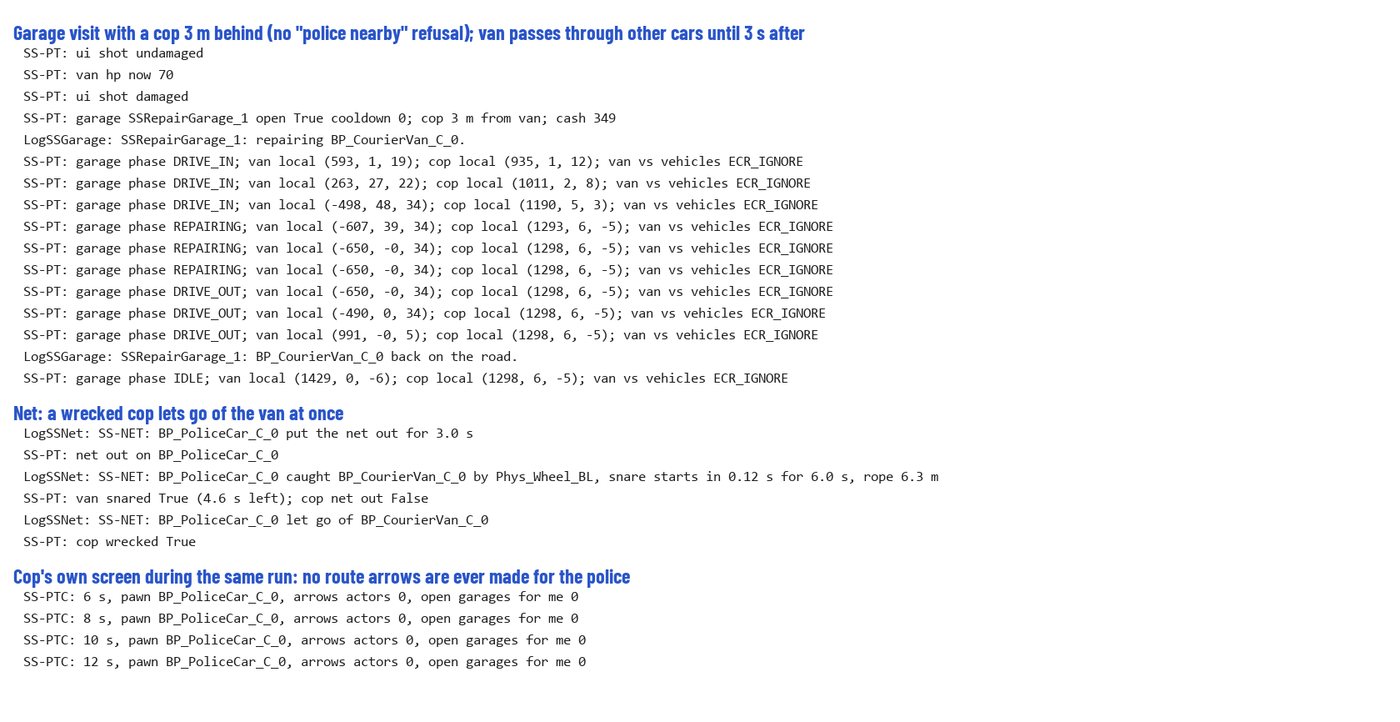 Garage visit with a cop 3 m behind (no "police nearby" refusal); van passes through other cars until 3 s after
SS-PT: ui shot undamaged
SS-PT: van hp now 70
SS-PT: ui shot damaged
SS-PT: garage SSRepairGarage_1 open True cooldown 0; cop 3 m from van; cash 349
LogSSGarage: SSRepairGarage_1: repairing BP_CourierVan_C_0.
SS-PT: garage phase DRIVE_IN; van local (593, 1, 19); cop local (935, 1, 12); van vs vehicles ECR_IGNORE
SS-PT: garage phase DRIVE_IN; van local (263, 27, 22); cop local (1011, 2, 8); van vs vehicles ECR_IGNORE
SS-PT: garage phase DRIVE_IN; van local (-498, 48, 34); cop local (1190, 5, 3); van vs vehicles ECR_IGNORE
SS-PT: garage phase REPAIRING; van local (-607, 39, 34); cop local (1293, 6, -5); van vs vehicles ECR_IGNORE
SS-PT: garage phase REPAIRING; van local (-650, -0, 34); cop local (1298, 6, -5); van vs vehicles ECR_IGNORE
SS-PT: garage phase REPAIRING; van local (-650, -0, 34); cop local (1298, 6, -5); van vs vehicles ECR_IGNORE
SS-PT: garage phase DRIVE_OUT; van local (-650, -0, 34); cop local (1298, 6, -5); van vs vehicles ECR_IGNORE
SS-PT: garage phase DRIVE_OUT; van local (-490, 0, 34); cop local (1298, 6, -5); van vs vehicles ECR_IGNORE
SS-PT: garage phase DRIVE_OUT; van local (991, -0, 5); cop local (1298, 6, -5); van vs vehicles ECR_IGNORE
LogSSGarage: SSRepairGarage_1: BP_CourierVan_C_0 back on the road.
SS-PT: garage phase IDLE; van local (1429, 0, -6); cop local (1298, 6, -5); van vs vehicles ECR_IGNORE
Net: a wrecked cop lets go of the van at once
LogSSNet: SS-NET: BP_PoliceCar_C_0 put the net out for 3.0 s
SS-PT: net out on BP_PoliceCar_C_0
LogSSNet: SS-NET: BP_PoliceCar_C_0 caught BP_CourierVan_C_0 by Phys_Wheel_BL, snare starts in 0.12 s for 6.0 s, rope 6.3 m
SS-PT: van snared True (4.6 s left); cop net out False
LogSSNet: SS-NET: BP_PoliceCar_C_0 let go of BP_CourierVan_C_0
SS-PT: cop wrecked True
Cop's own screen during the same run: no route arrows are ever made for the police
SS-PTC: 6 s, pawn BP_PoliceCar_C_0, arrows actors 0, open garages for me 0
SS-PTC: 8 s, pawn BP_PoliceCar_C_0, arrows actors 0, open garages for me 0
SS-PTC: 10 s, pawn BP_PoliceCar_C_0, arrows actors 0, open garages for me 0
SS-PTC: 12 s, pawn BP_PoliceCar_C_0, arrows actors 0, open garages for me 0